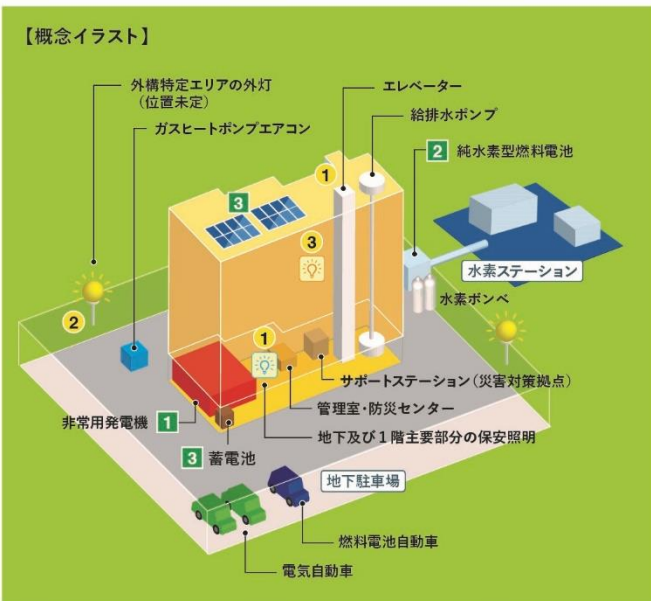 【概念イラスト】
外構特定エリアの外灯
(位置未定)
ガスヒートポンプエアコン
エレベーター
給排水ポンプ
2 純水素型燃料電池
1
3
3
水素ステーション
水素ボンベ
2
1
サポートステーション(災害対策拠点)
管理室・防災センター
非常用発電機 1
地下及び1階主要部分の保安照明
3 蓄電池
地下駐車場
燃料電池自動車
電気自動車